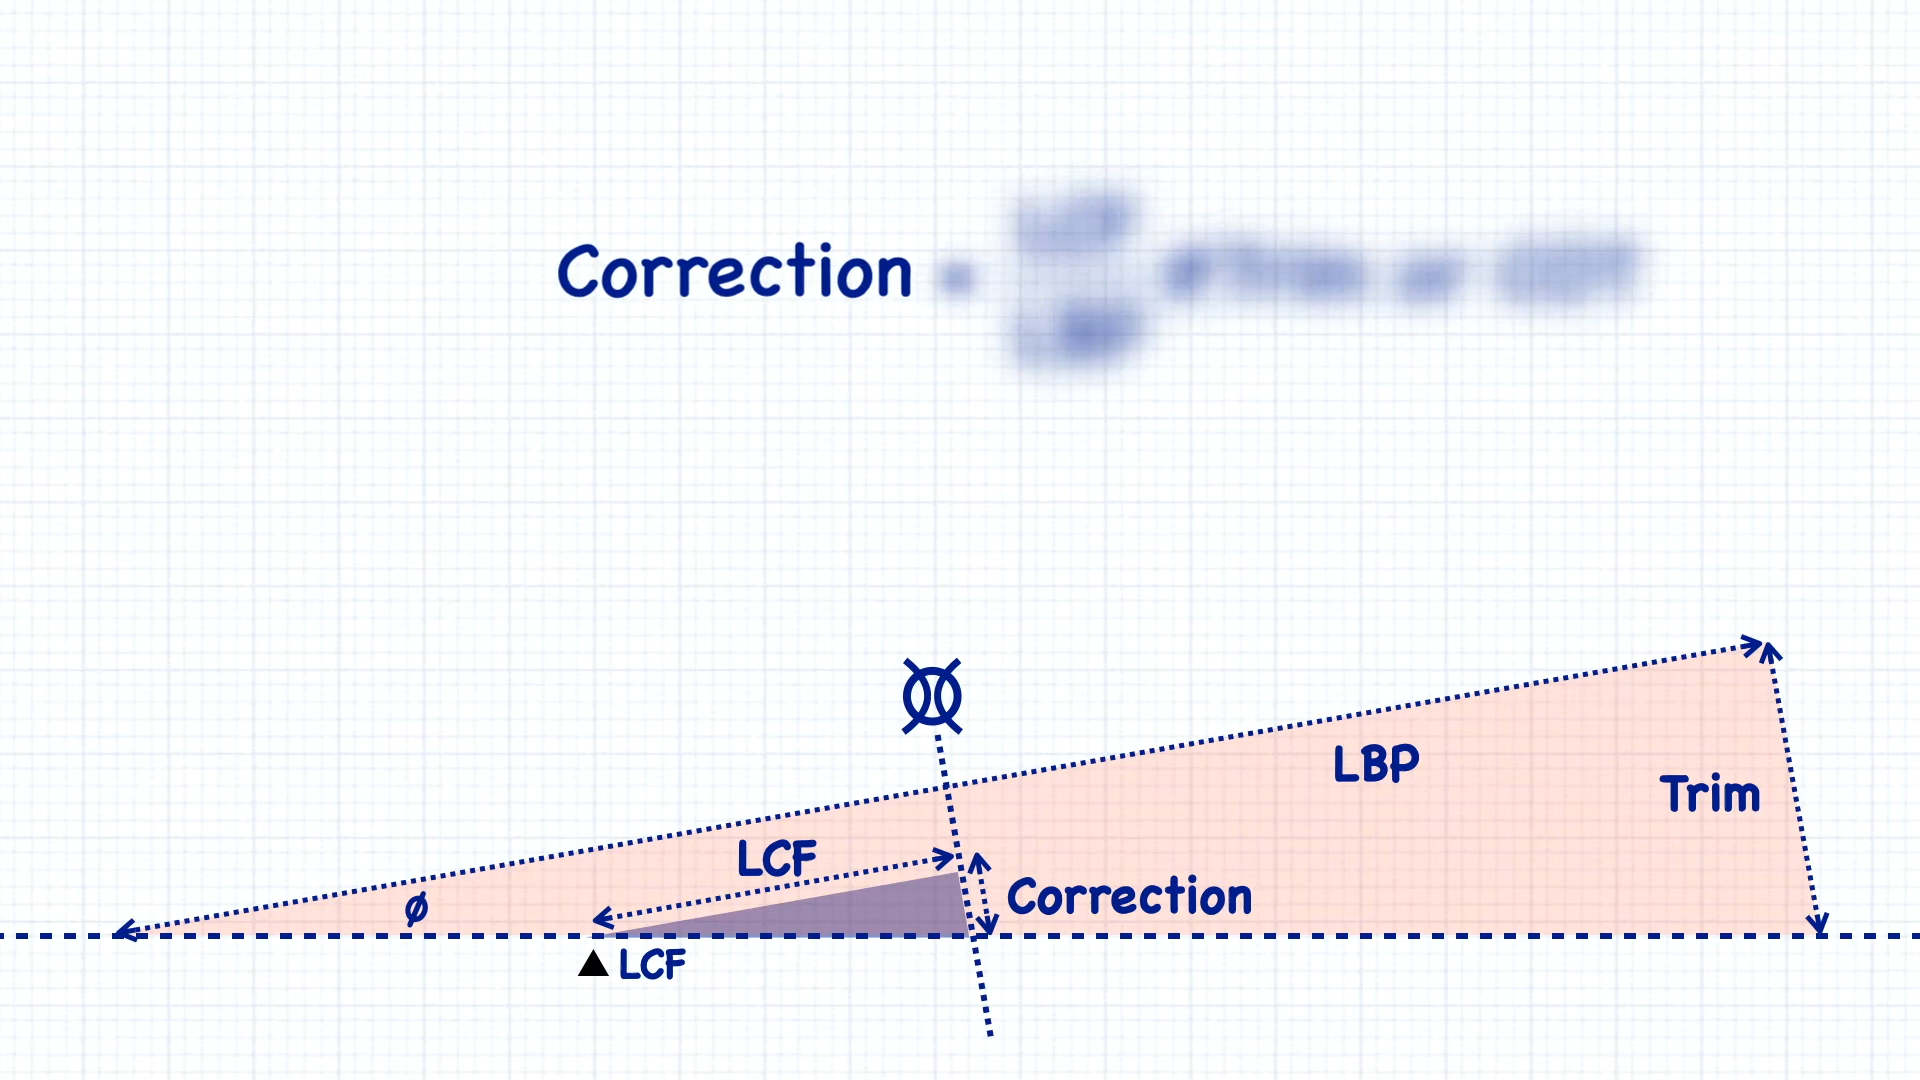 Correction
LBP
Trim
LCF
Correction
ø
LCF